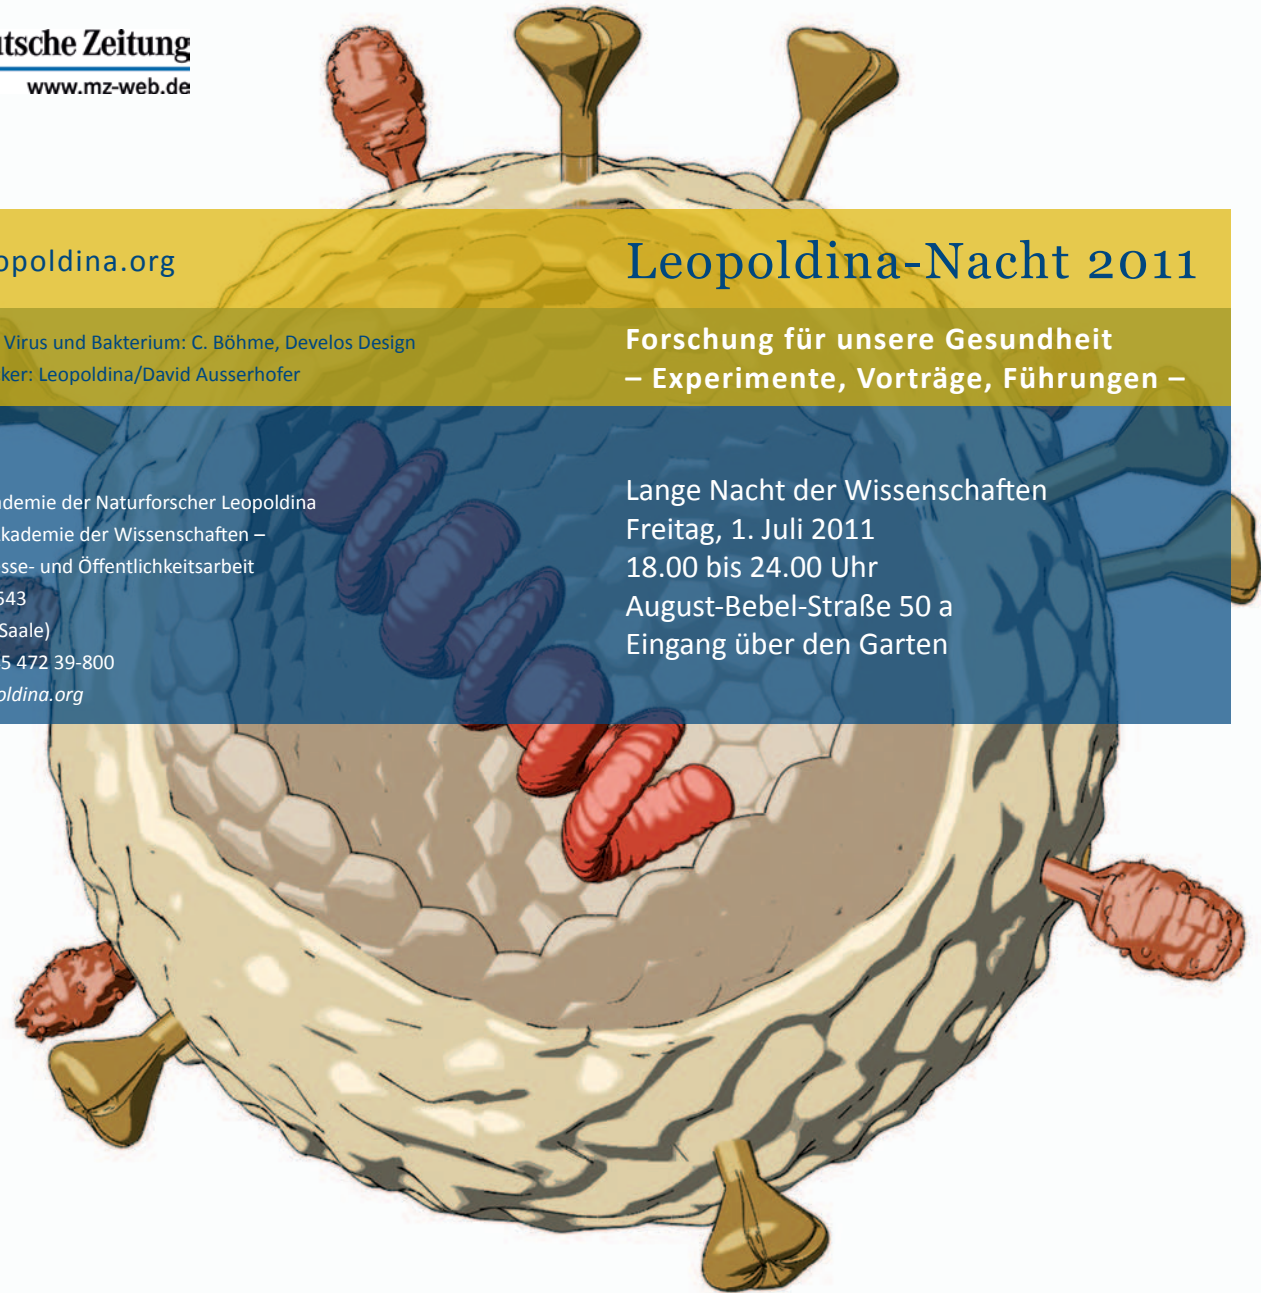 utsche Zeitung
www.mz-web.de
opoldina.org
Virus und Bakterium: C. Böhme, Develos Design
ker: Leopoldina/David Ausserhofer
ademie der Naturforscher Leopoldina
kademie der Wissenschaften –
sse- und Öffentlichkeitsarbeit
543
Saale)
5 472 39-800
oldina.org
Leopoldina-Nacht 2011
Forschung für unsere Gesundheit
– Experimente, Vorträge, Führungen –
Lange Nacht der Wissenschaften
Freitag, 1. Juli 2011
18.00 bis 24.00 Uhr
August-Bebel-Straße 50 a
Eingang über den Garten